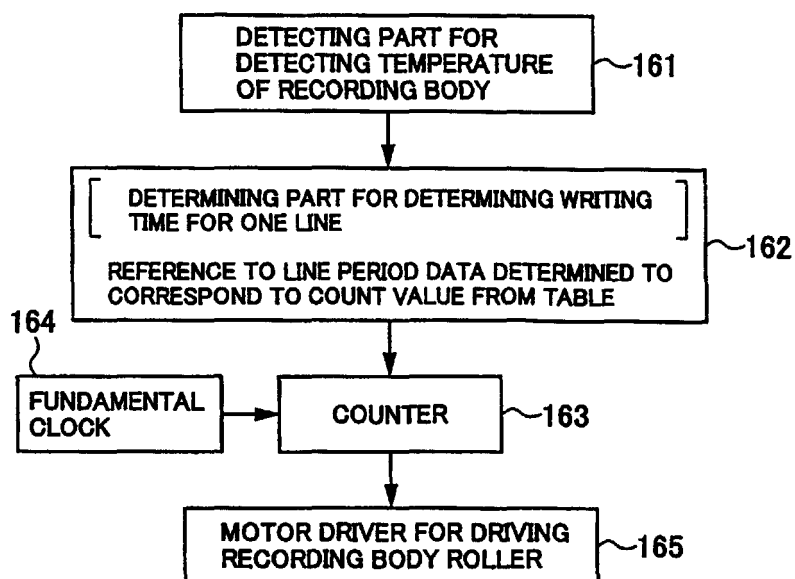 DETECTING PART FOR
DETECTING TEMPERATURE
OF RECORDING BODY
161
DETERMINING PART FOR DETERMINING WRITING
TIME FOR ONE LINE
REFERENCE TO LINE PERIOD DATA DETERMINED TO
CORRESPOND TO COUNT VALUE FROM TABLE
162
164
FUNDAMENTAL
CLOCK
COUNTER
163
MOTOR DRIVER FOR DRIVING
RECORDING BODY ROLLER
165